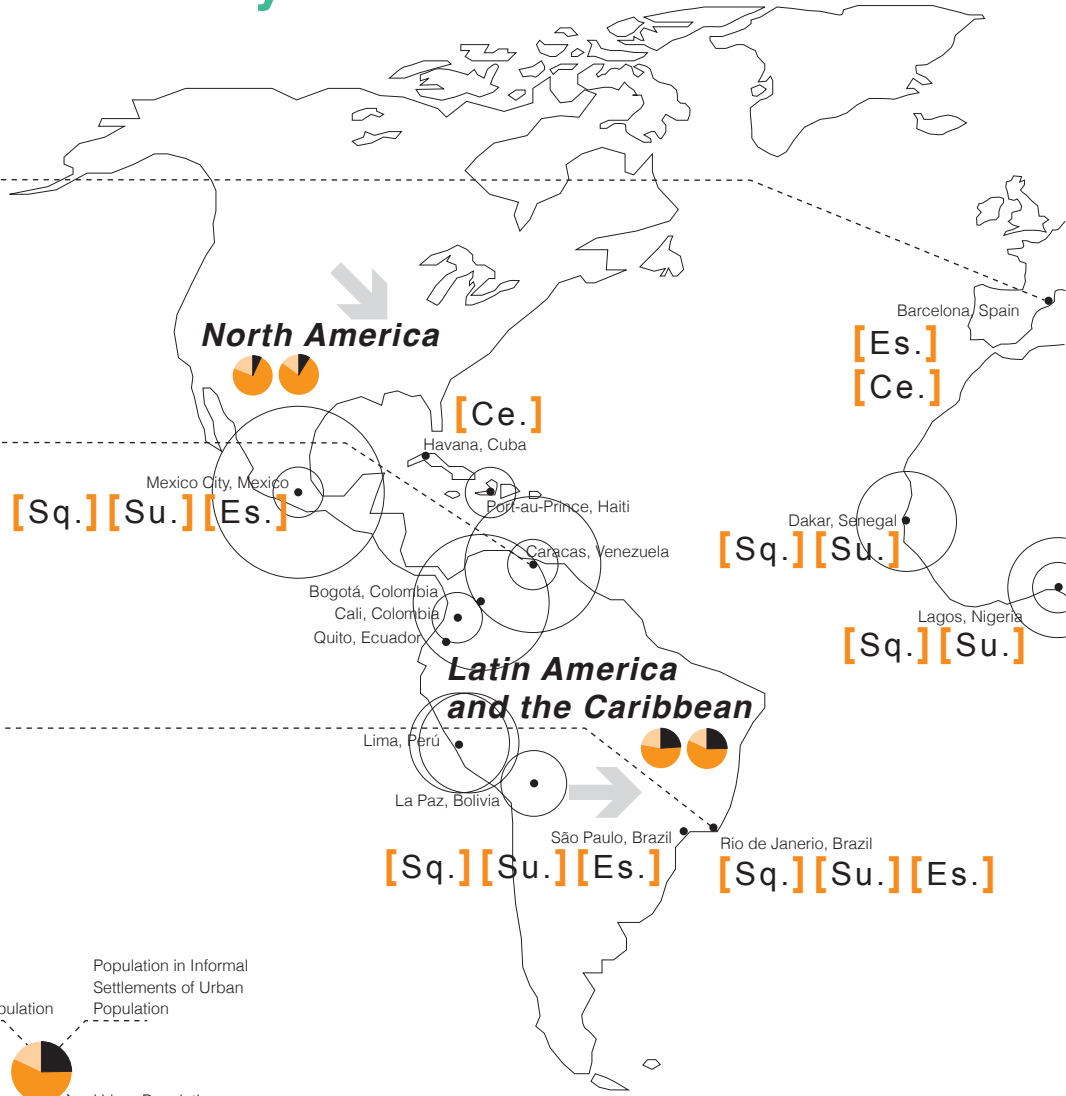 North America
Barcelona, Spain
[Es.]
[Ce.]
[Ce.]
Havana, Cuba
Mexico City, Mexico
[Sq.] [Su.] [Es.]
Port-au-Prince, Haiti
Dakar, Senegal
[Sq.] [Su.]
Caracas, Venezuela
Bogotá, Colombia
Cali, Colombia
Quito, Ecuador
Lagos, Nigeria
[Sq.] [Su.]
Latin America
and the Caribbean
Lima, Perú
La Paz, Bolivia
São Paulo, Brazil
[Sq.] [Su.] [Es.]
Rio de Janerio, Brazil
[Sq.] [Su.] [Es.]
Population in Informal
Settlements of Urban
Population